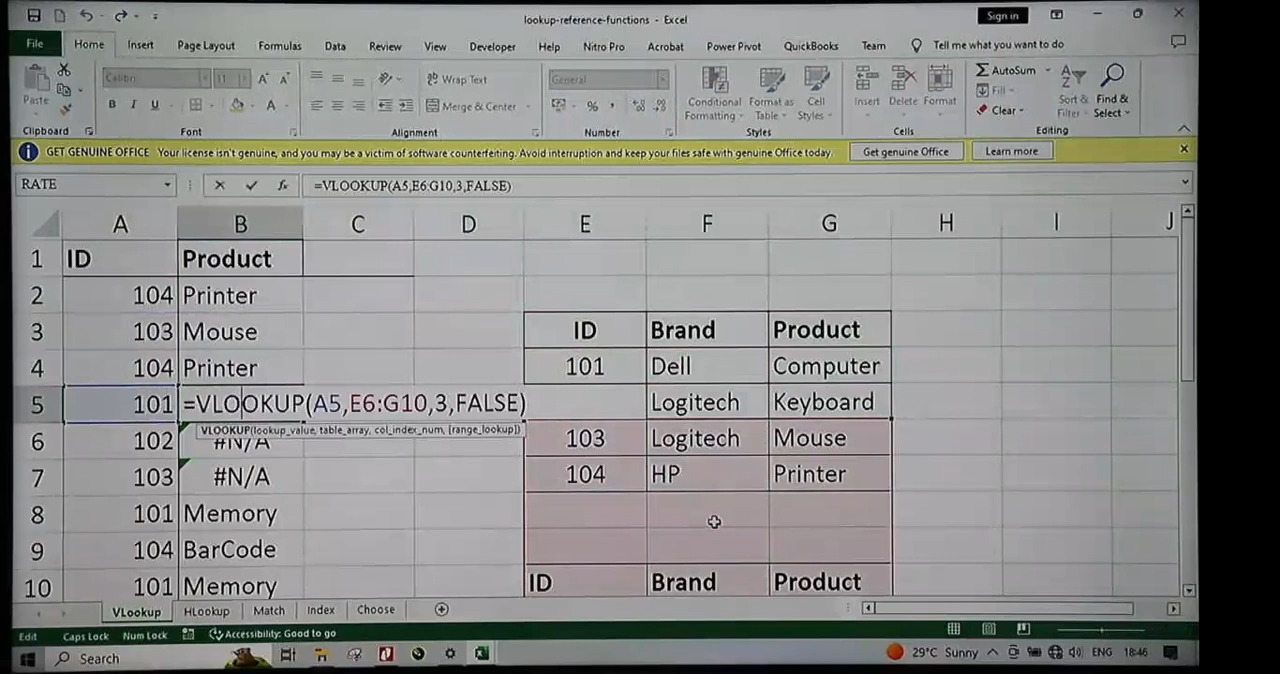 lookup-reference-functions - Excel
Sign in
File Home Insert Page Layout Formulas Data Review View Developer Help Nitro Pro Acrobat Power Pivot QuickBooks Team Tell me what you want to do
Calibri 11 A A Wrap Text General AutoSum
Paste Conditional Format as Cell Insert Delete Format Fill Sort & Find &
B I U A Merge & Center % , Formatting Table Styles Clear Filter Select
Clipboard Font Alignment Number Styles Cells Editing
GET GENUINE OFFICE Your license isn't genuine, and you may be a victim of software counterfeiting. Avoid interruption and keep your files safe with genuine Office today. Get genuine Office Learn more
RATE fx =VLOOKUP(A5,E6:G10,3,FALSE)
A B C D E F G H I J
1 ID Product
2 104 Printer
3 103 Mouse ID Brand Product
4 104 Printer 101 Dell Computer
5 101 =VLOOKUP(A5,E6:G10,3,FALSE) Logitech Keyboard
VLOOKUP(lookup_value, table_array, col_index_num, [range_lookup])
6 102 #N/A 103 Logitech Mouse
7 103 #N/A 104 HP Printer
8 101 Memory
9 104 BarCode
10 101 Memory ID Brand Product
VLookup HLookup Match Index Choose
Edit Caps Lock Num Lock Accessibility: Good to go
Search 29°C Sunny ENG 18:46